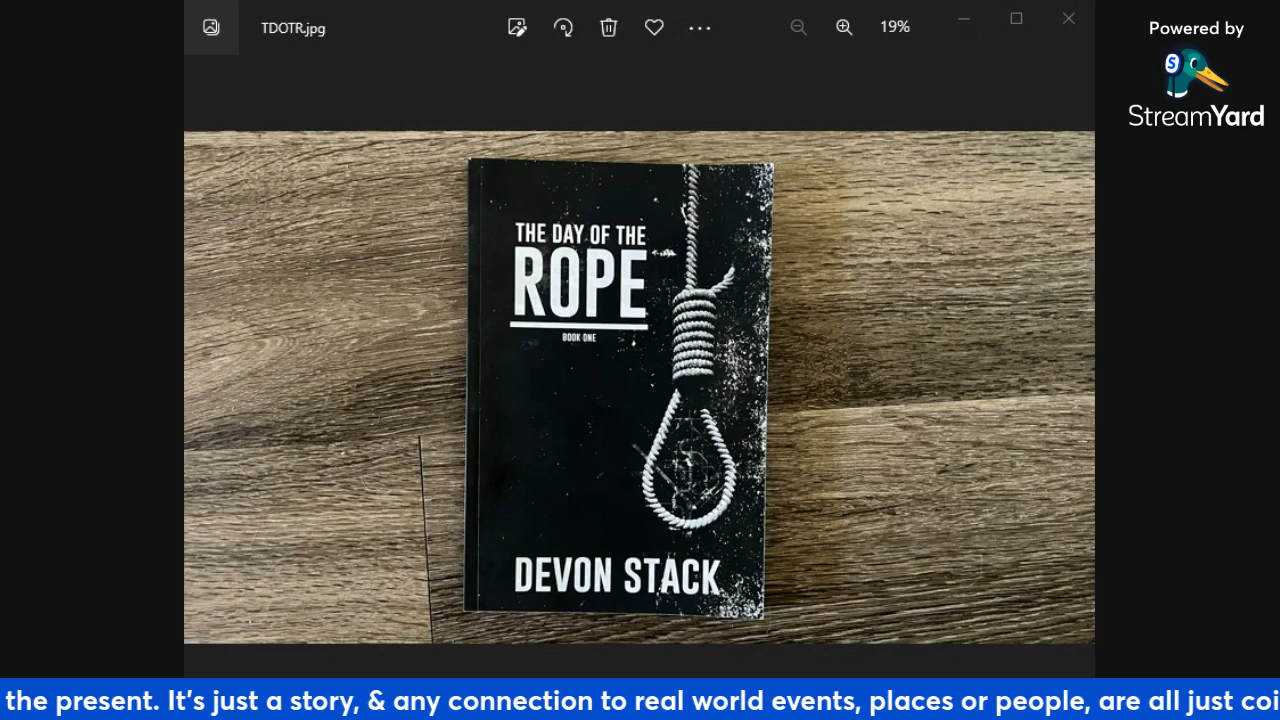 TDOTR.jpg
19%
Powered by
S
StreamYard
THE DAY OF THE
ROPE
BOOK ONE
DEVON STACK
the present. It's just a story, & any connection to real world events, places or people, are all just coi